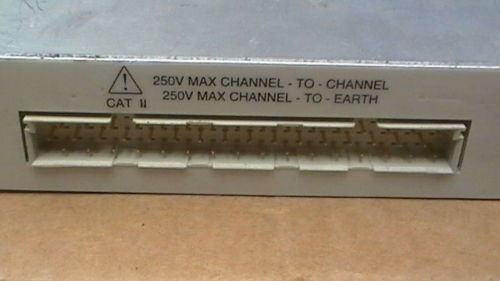 250V MAX CHANNEL - TO - CHANNEL
250V MAX CHANNEL - TO - EARTH
CAT II